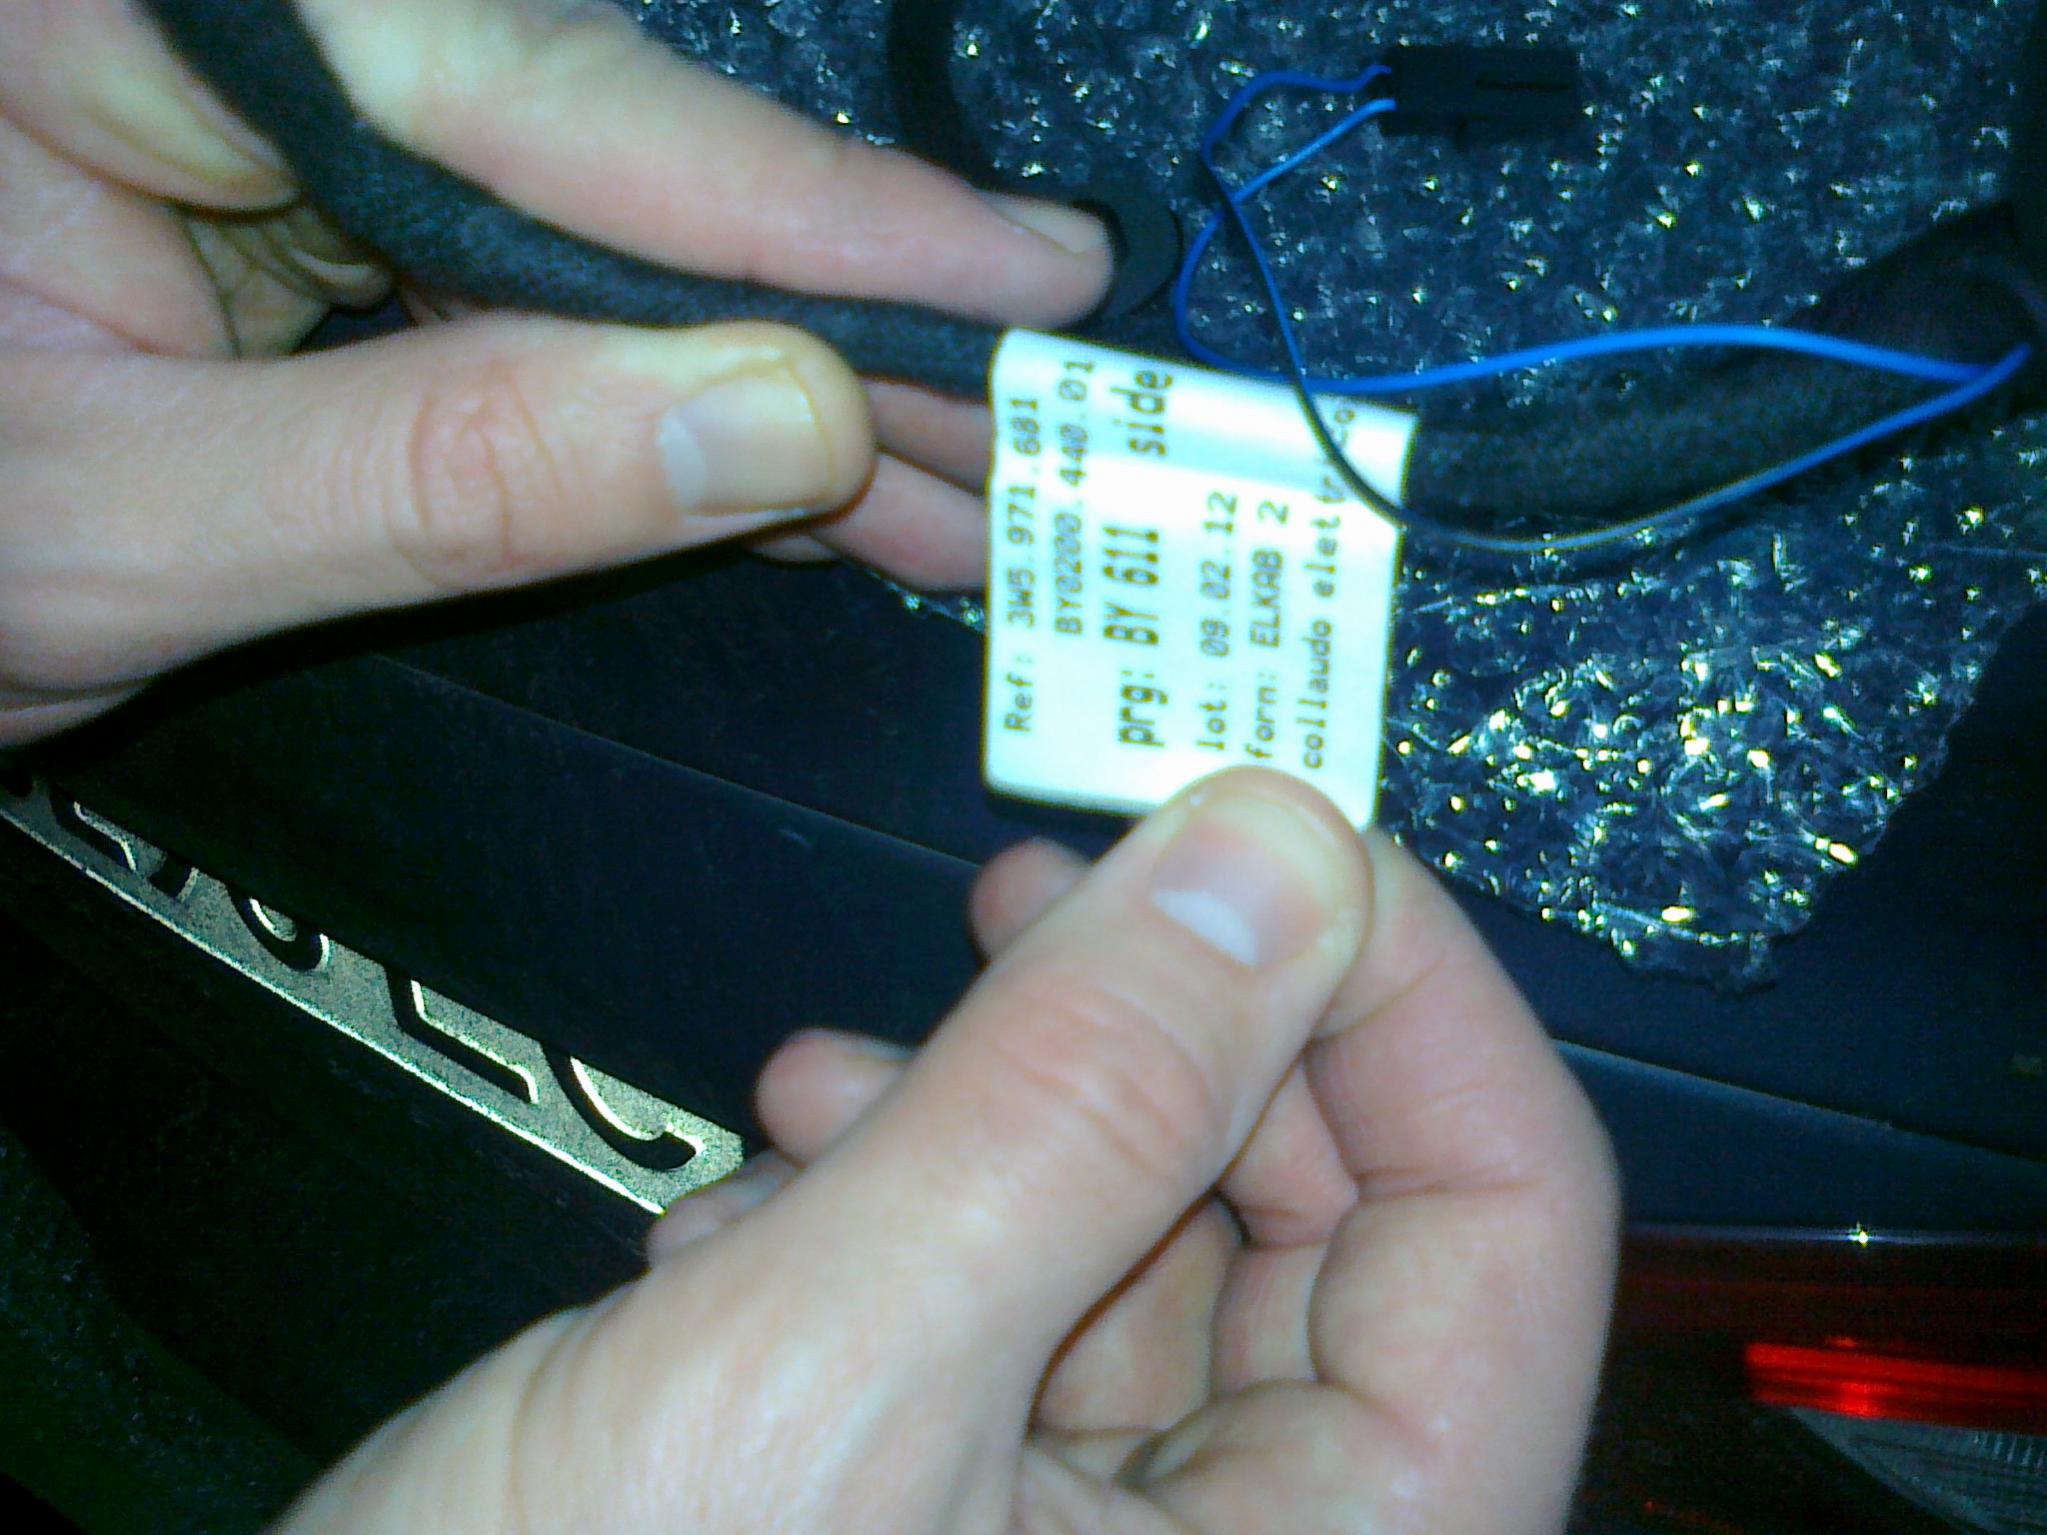 Ref: 3W5.971.681
BY0200.440.01
prg: BY 611 side
lot: 09.02.12
forn: ELKAB 2
collaudo